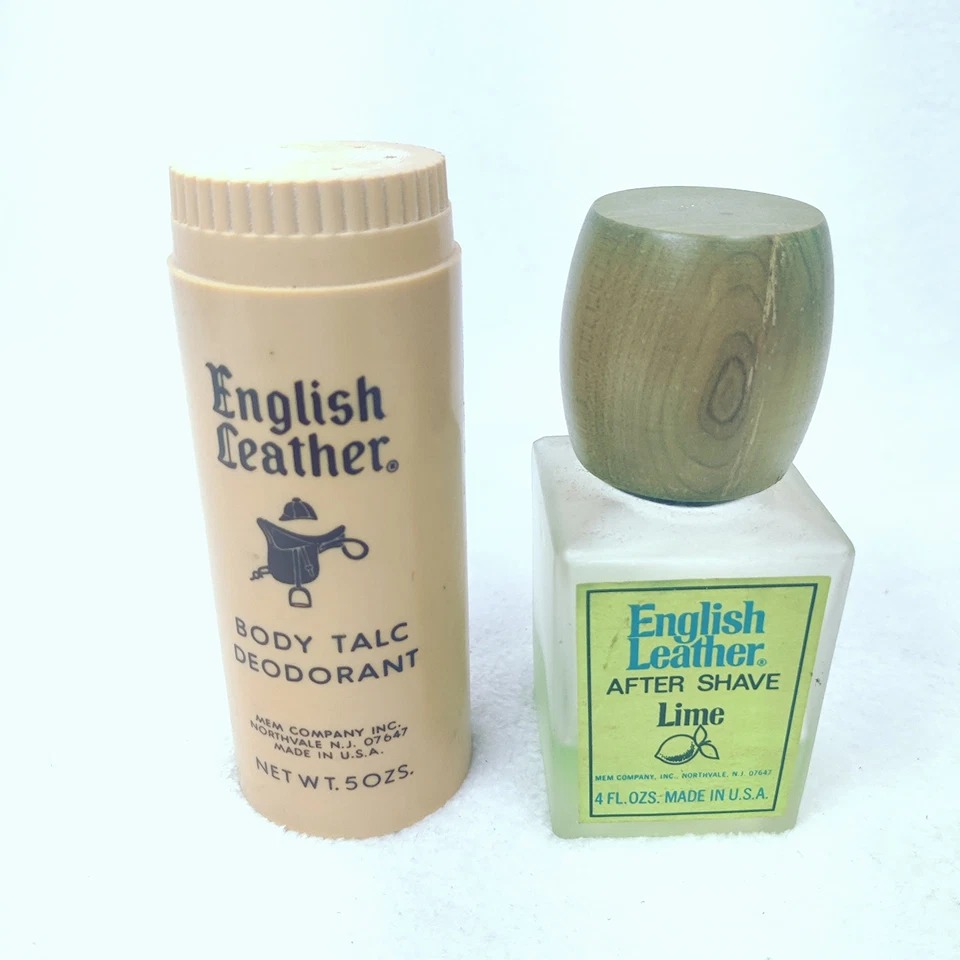 English
Leather®
BODY TALC
DEODORANT
MEM COMPANY INC.
NORTHVALE N.J. 07647
MADE IN U.S.A.
NET WT. 5 OZS.
English
Leather®
AFTER SHAVE
Lime
MEM COMPANY, INC., NORTHVALE, N.J. 07647
4 FL. OZS. MADE IN U.S.A.